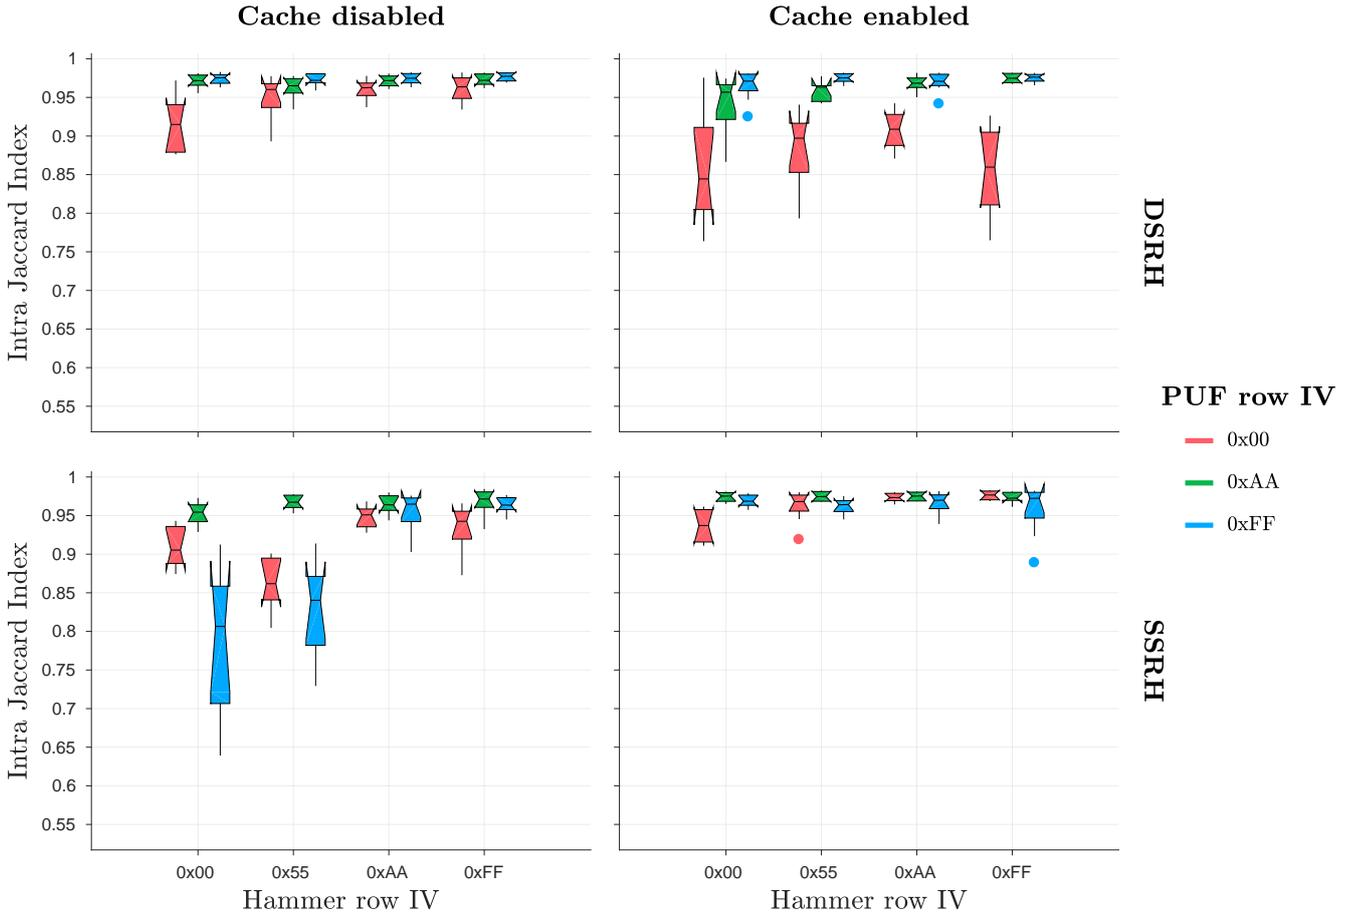 Cache disabled
Cache enabled
Intra Jaccard Index
1
0.95
0.9
0.85
0.8
0.75
0.7
0.65
0.6
0.55
DSRH
PUF row IV
0x00
0xAA
0xFF
Intra Jaccard Index
1
0.95
0.9
0.85
0.8
0.75
0.7
0.65
0.6
0.55
SSRH
0x00 0x55 0xAA 0xFF
0x00 0x55 0xAA 0xFF
Hammer row IV
Hammer row IV